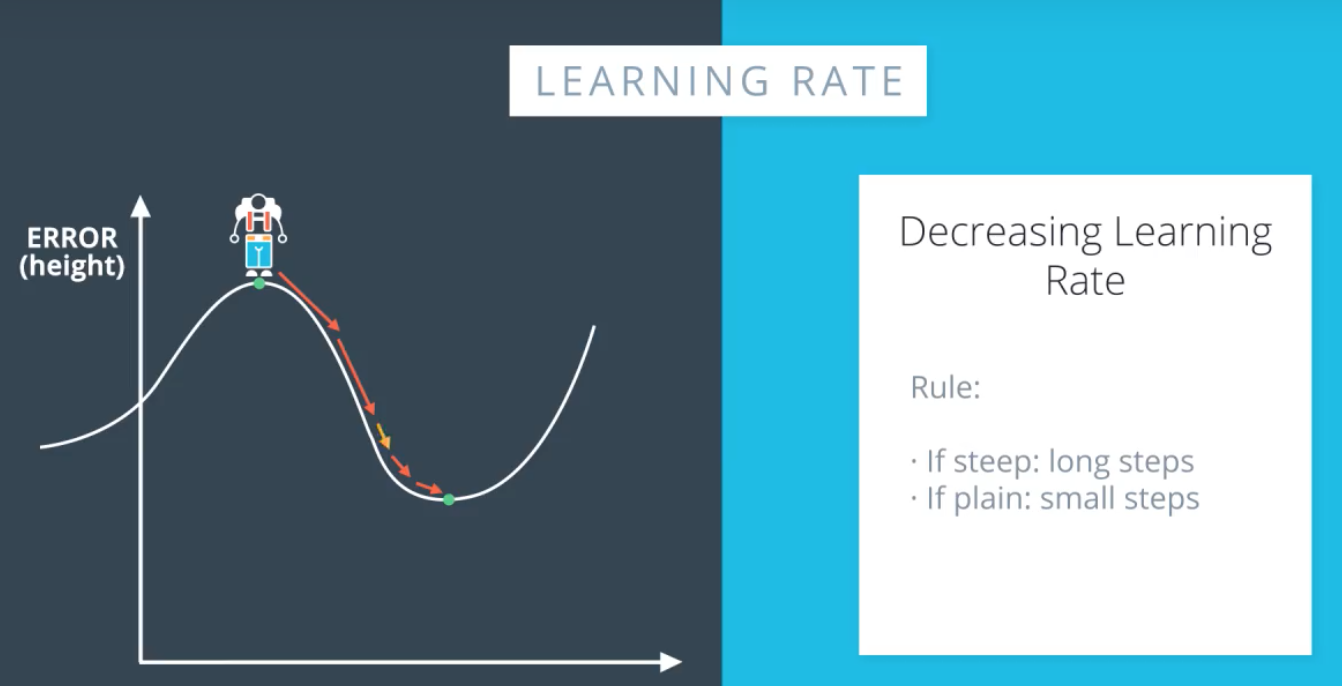 LEARNING RATE
ERROR
(height)
Decreasing Learning
Rate
Rule:
· If steep: long steps
· If plain: small steps